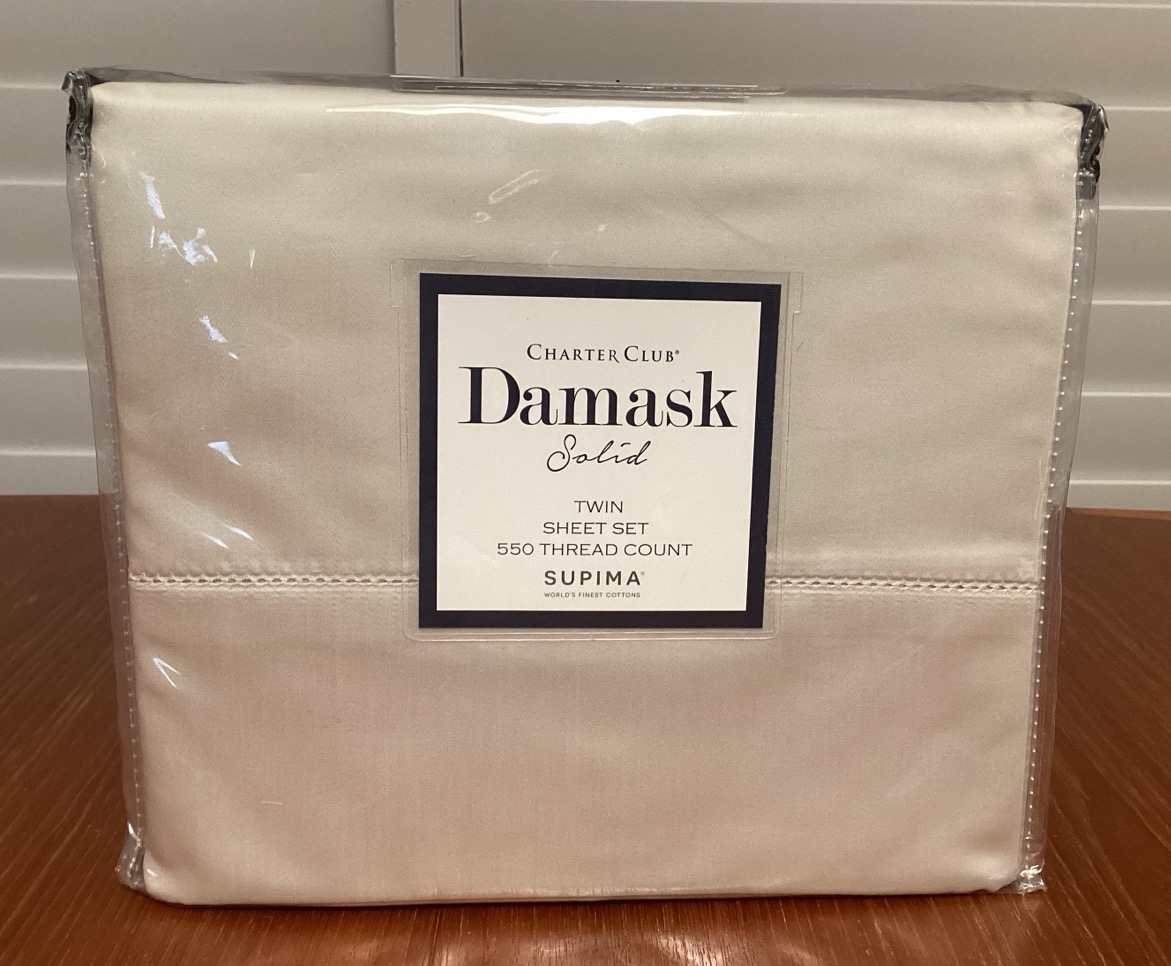 CHARTER CLUB®
Damask
Solid
TWIN
SHEET SET
550 THREAD COUNT
SUPIMA®
WORLD'S FINEST COTTONS